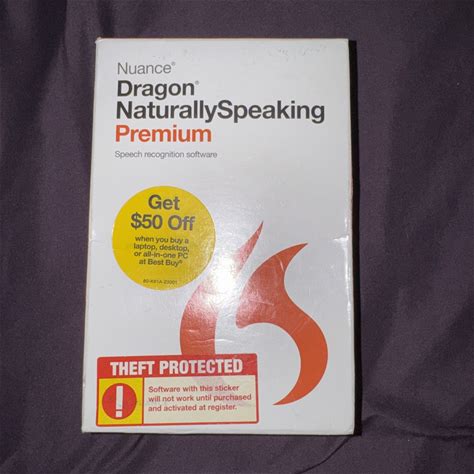 Nuance®
Dragon®
NaturallySpeaking
Premium
Speech recognition software
Get
$50 Off
when you buy a
laptop, desktop,
or all-in-one PC
at Best Buy®
THEFT PROTECTED
Software with this sticker
will not work until purchased
and activated at register.